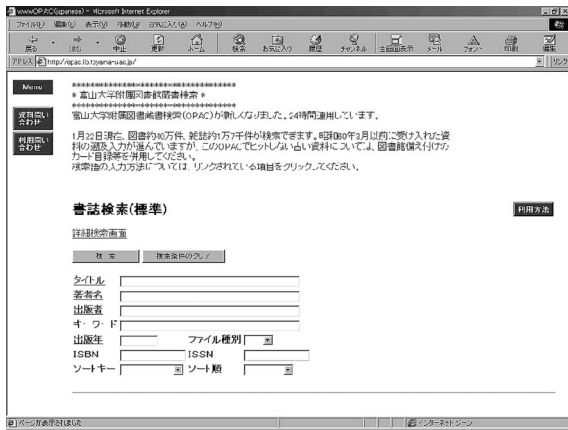 wwwOPAC(japanese) - Microsoft Internet Explorer
ファイル(F) 編集(E) 表示(V) 移動(G) お気に入り(A) ヘルプ(H)
戻る 進む 中止 更新 ホーム 検索 お気に入り 履歴 チャンネル 全画面表示 メール フォント 印刷 編集
アドレス http://opac.lib.toyama-u.ac.jp/ リンク
Menu
資料問い
合わせ
利用問い
合わせ
************************************
* 富山大学附属図書館蔵書検索 *
************************************
富山大学附属図書館蔵書検索(OPAC)が新しくなりました。24時間運用しています。
1月22日現在、図書約40万件、雑誌約1万7千件が検索できます。昭和60年3月以前に受け入れた資
料の遡及入力が進んでいますが、このOPACでヒットしない古い資料については、図書館備え付けの
カード目録等を併用してください。
検索語の入力方法については、リンクされている項目をクリックしてください。
書誌検索(標準)
利用方法
詳細検索画面
検 索 検索条件のクリア
タイトル
著者名
出版者
キーワード
出版年 ファイル種別
ISBN ISSN
ソートキー ソート順
ページが表示されました インターネット ゾーン